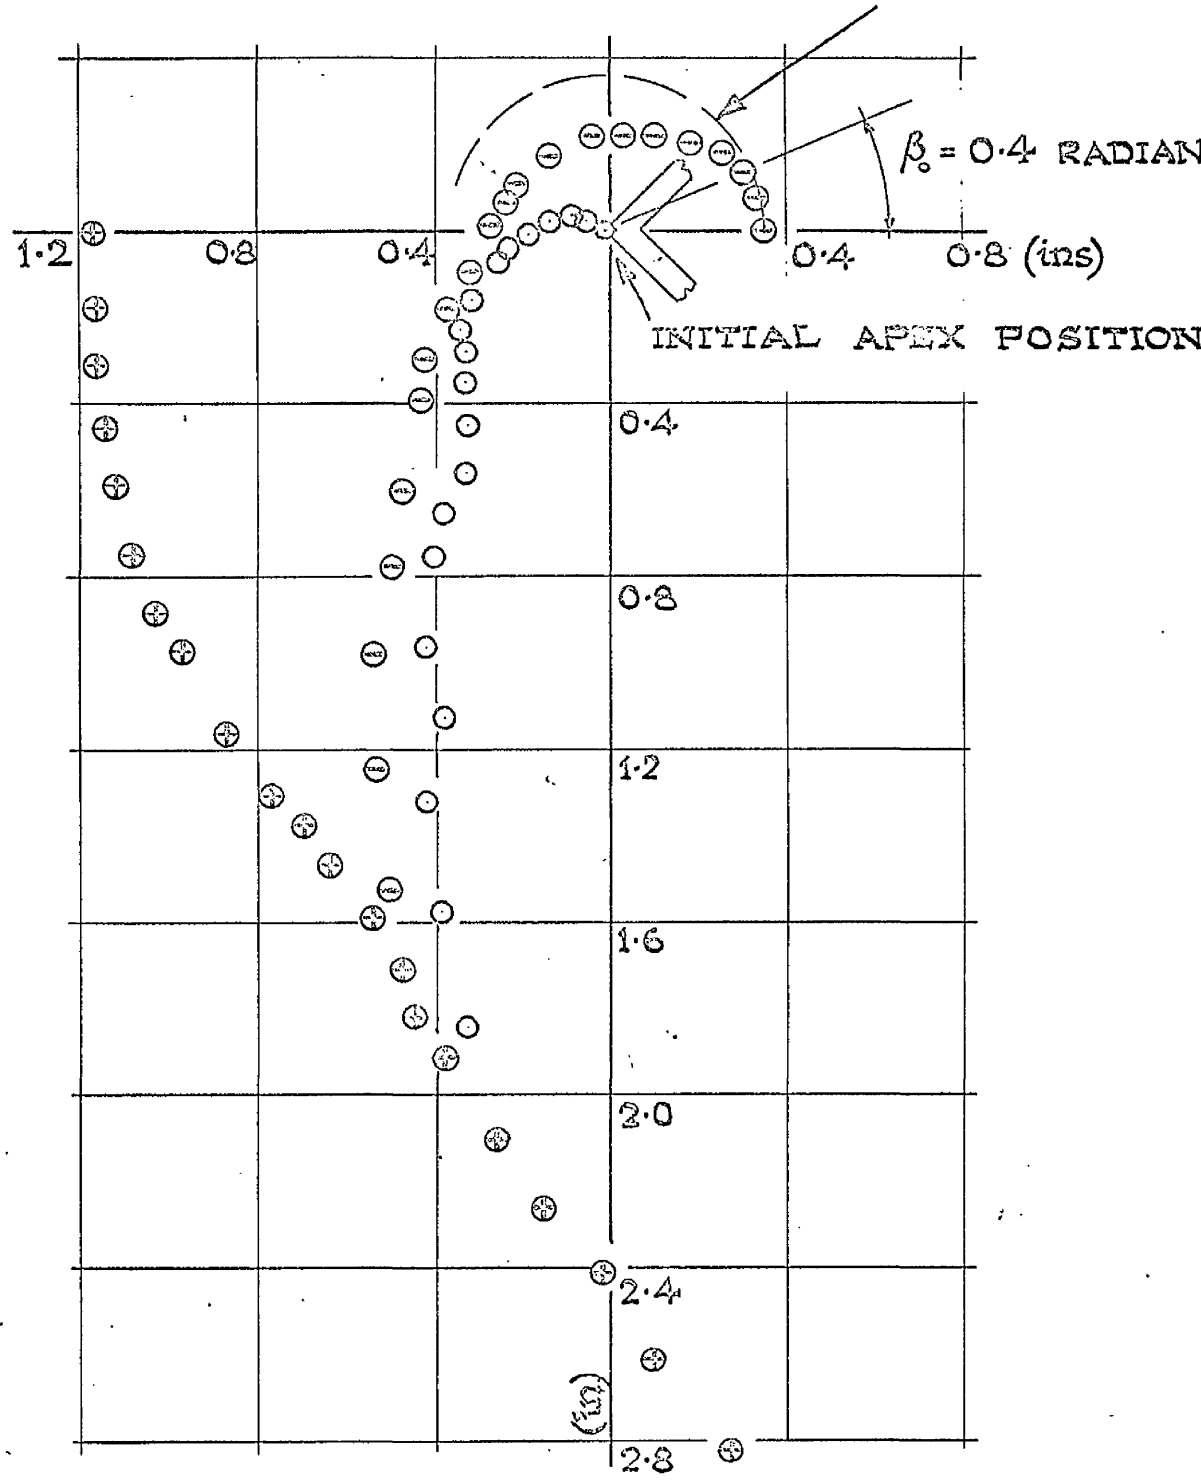 β₀ = 0·4 RADIAN
1·2
0·8
0·4
0·4
0·8 (ins)
INITIAL APEX POSITION
0·4
0·8
1·2
1·6
2·0
2·4
(in)
2·8